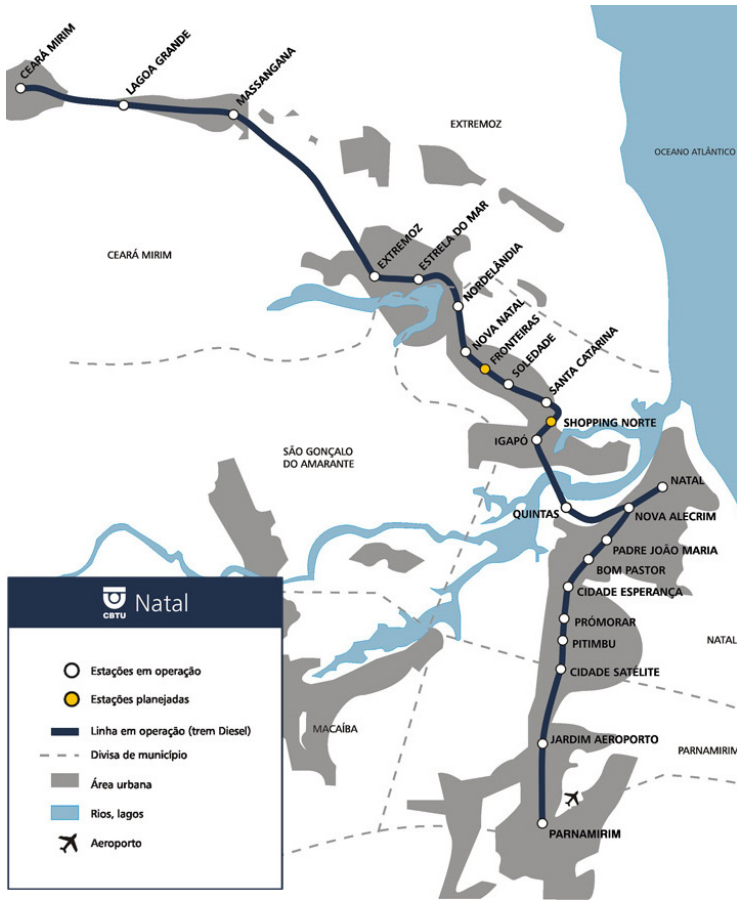 CEARÁ MIRIM
LAGOA GRANDE
MASSANGANA
EXTREMOZ
OCEANO ATLÂNTICO
CEARÁ MIRIM
EXTREMOZ
ESTRELA DO MAR
NORDELÂNDIA
NOVA NATAL
FRONTEIRAS
SOLEDADE
SANTA CATARINA
SHOPPING NORTE
IGAPÓ
SÃO GONÇALO
DO AMARANTE
NATAL
QUINTAS
NOVA ALECRIM
PADRE JOÃO MARIA
BOM PASTOR
CIDADE ESPERANÇA
PRÓMORAR
PITIMBU
NATAL
CIDADE SATÉLITE
MACAÍBA
JARDIM AEROPORTO
PARNAMIRIM
PARNAMIRIM
CBTU
Natal
Estações em operação
Estações planejadas
Linha em operação (trem Diesel)
Divisa de município
Área urbana
Rios, lagos
Aeroporto